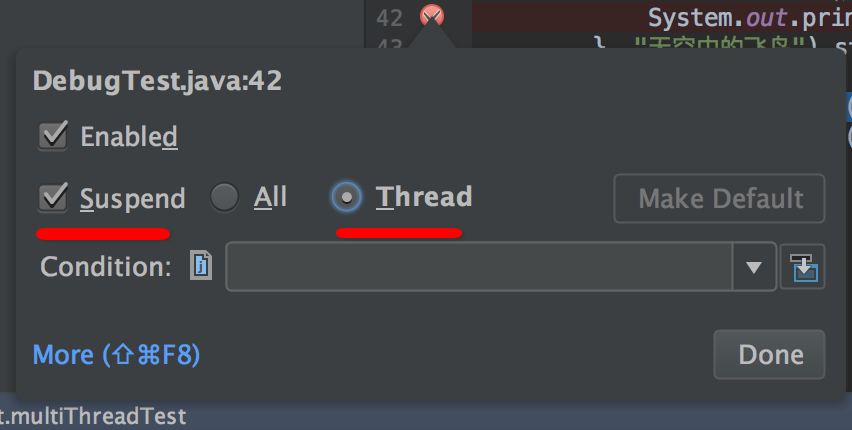 42 System.out.prin
43 } "天空中的飞鸟") st
DebugTest.java:42
Enabled
Suspend All Thread Make Default
Condition:
More (⇧⌘F8) Done
t.multiThreadTest